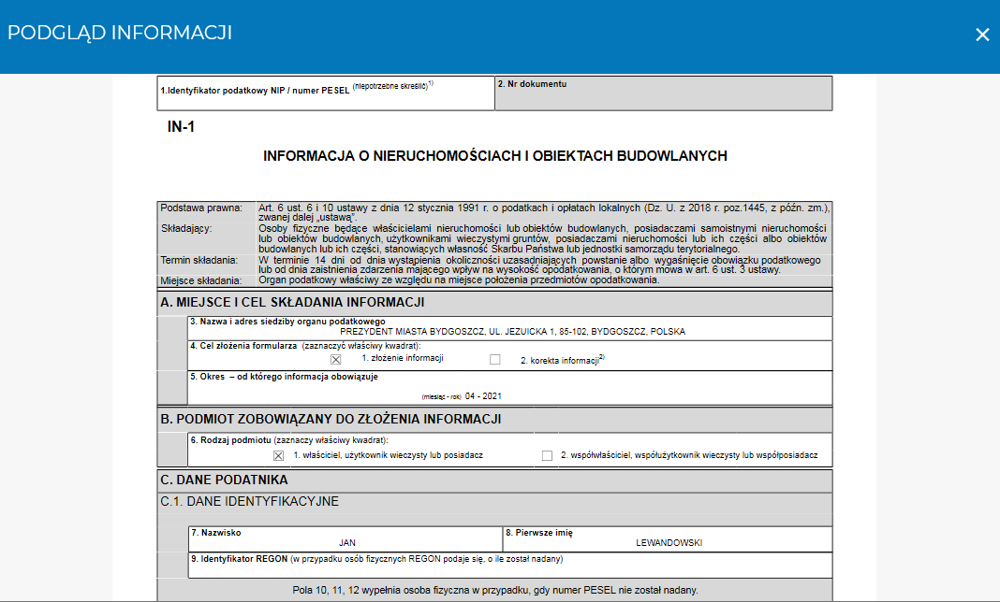 PODGLĄD INFORMACJI
1.Identyfikator podatkowy NIP / numer PESEL (niepotrzebne skreślić)1)
2. Nr dokumentu
IN-1
INFORMACJA O NIERUCHOMOŚCIACH I OBIEKTACH BUDOWLANYCH
Podstawa prawna: Art. 6 ust. 6 i 10 ustawy z dnia 12 stycznia 1991 r. o podatkach i opłatach lokalnych (Dz. U. z 2018 r. poz.1445, z późn. zm.),
zwanej dalej „ustawą”.
Składający: Osoby fizyczne będące właścicielami nieruchomości lub obiektów budowlanych, posiadaczami samoistnymi nieruchomości
lub obiektów budowlanych, użytkownikami wieczystymi gruntów, posiadaczami nieruchomości lub ich części albo obiektów
budowlanych lub ich części, stanowiących własność Skarbu Państwa lub jednostki samorządu terytorialnego.
Termin składania: W terminie 14 dni od dnia wystąpienia okoliczności uzasadniających powstanie albo wygaśnięcie obowiązku podatkowego
lub od dnia zaistnienia zdarzenia mającego wpływ na wysokość opodatkowania, o którym mowa w art. 6 ust. 3 ustawy.
Miejsce składania: Organ podatkowy właściwy ze względu na miejsce położenia przedmiotów opodatkowania.
A. MIEJSCE I CEL SKŁADANIA INFORMACJI
3. Nazwa i adres siedziby organu podatkowego
PREZYDENT MIASTA BYDGOSZCZ, UL. JEZUICKA 1, 85-102, BYDGOSZCZ, POLSKA
4. Cel złożenia formularza (zaznaczyć właściwy kwadrat):
1. złożenie informacji
2. korekta informacji2)
5. Okres – od którego informacja obowiązuje
(miesiąc - rok) 04 - 2021
B. PODMIOT ZOBOWIĄZANY DO ZŁOŻENIA INFORMACJI
6. Rodzaj podmiotu (zaznaczy właściwy kwadrat):
1. właściciel, użytkownik wieczysty lub posiadacz
2. współwłaściciel, współużytkownik wieczysty lub współposiadacz
C. DANE PODATNIKA
C.1. DANE IDENTYFIKACYJNE
7. Nazwisko
JAN
8. Pierwsze imię
LEWANDOWSKI
9. Identyfikator REGON (w przypadku osób fizycznych REGON podaje się, o ile został nadany)
Pola 10, 11, 12 wypełnia osoba fizyczna w przypadku, gdy numer PESEL nie został nadany.